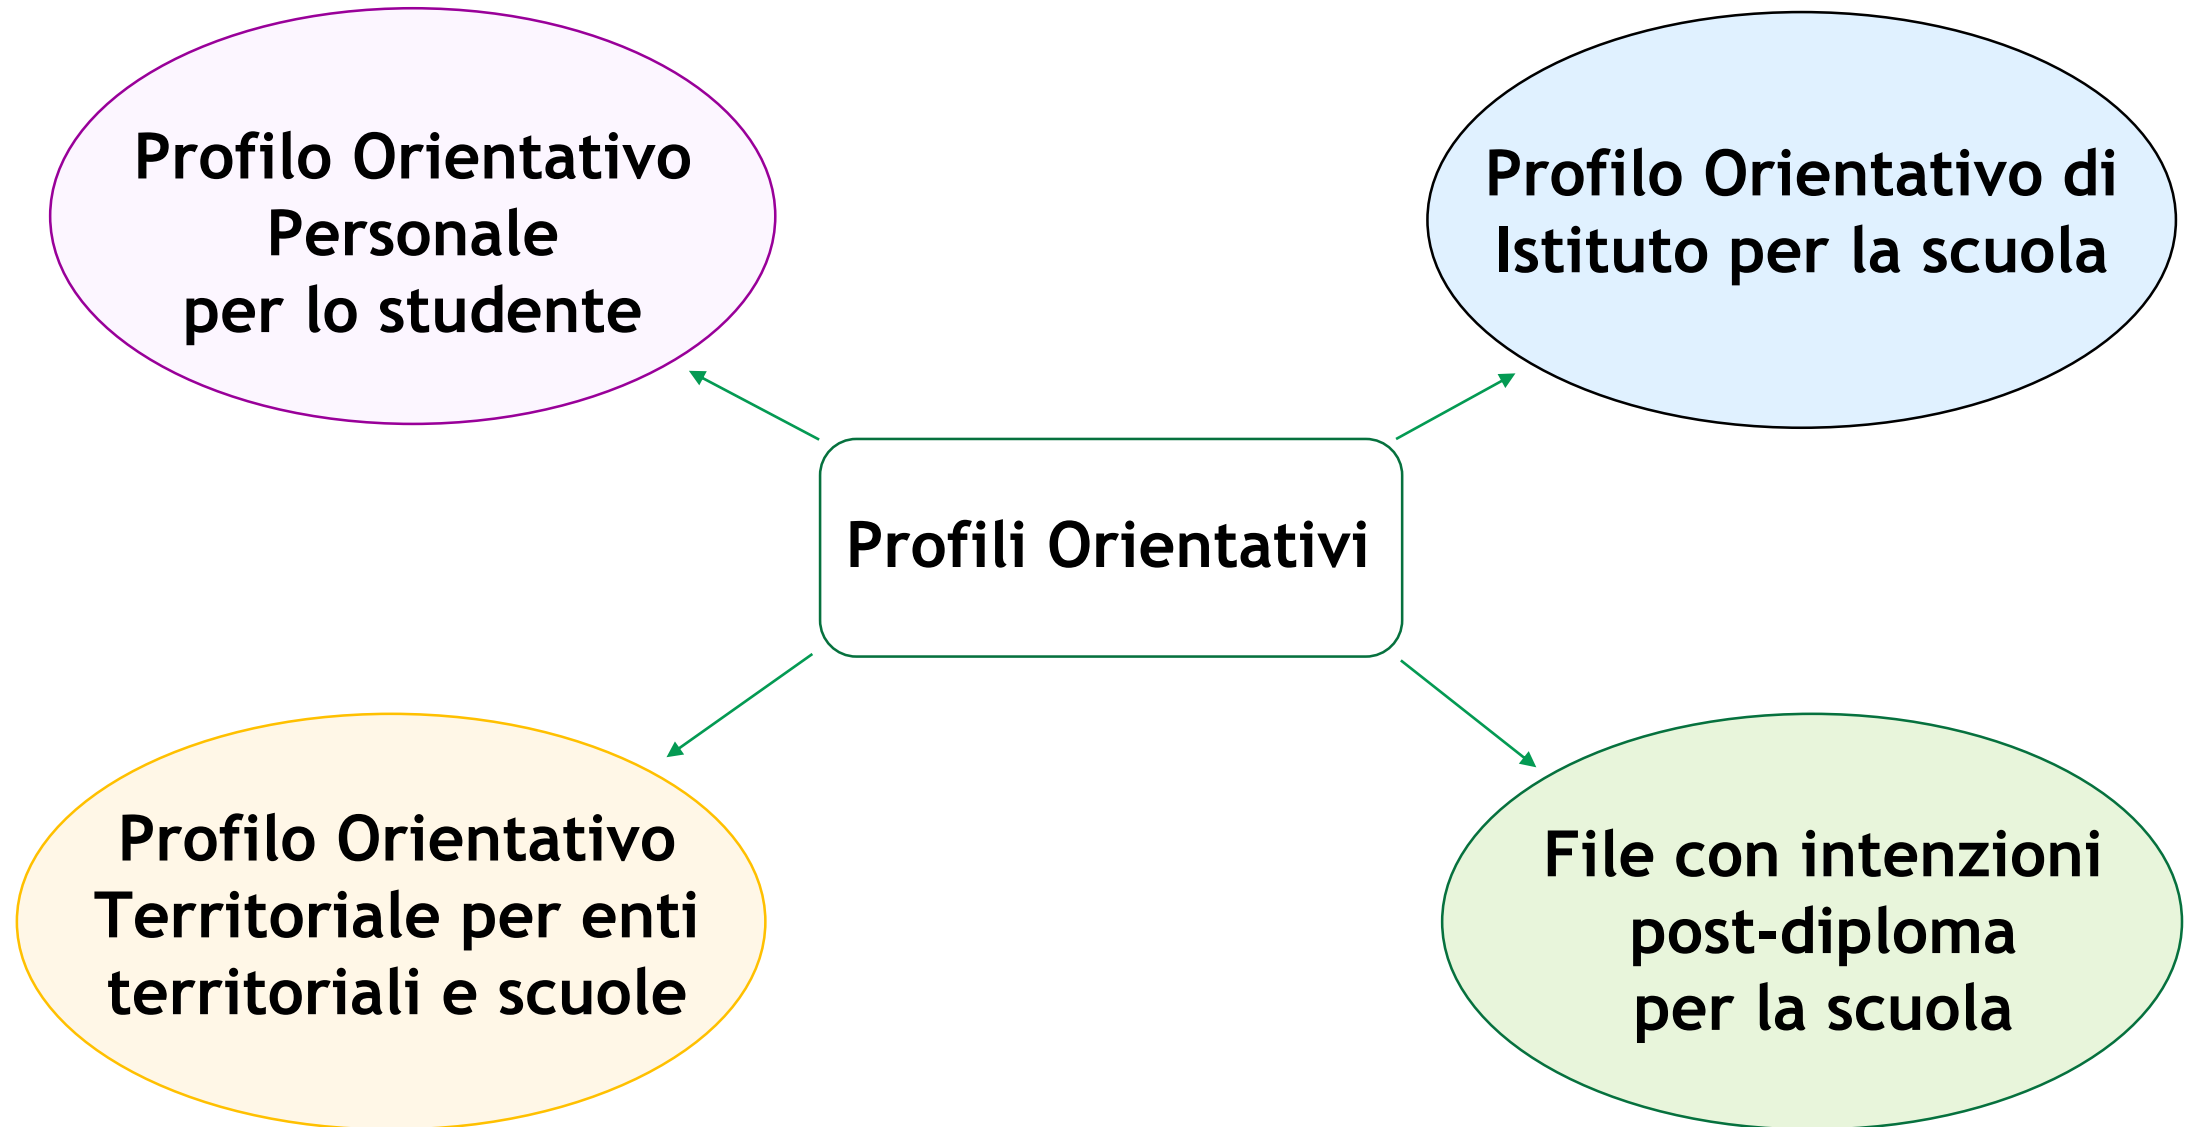 Profilo Orientativo
Personale
per lo studente
Profilo Orientativo di
Istituto per la scuola
Profili Orientativi
Profilo Orientativo
Territoriale per enti
territoriali e scuole
File con intenzioni
post-diploma
per la scuola